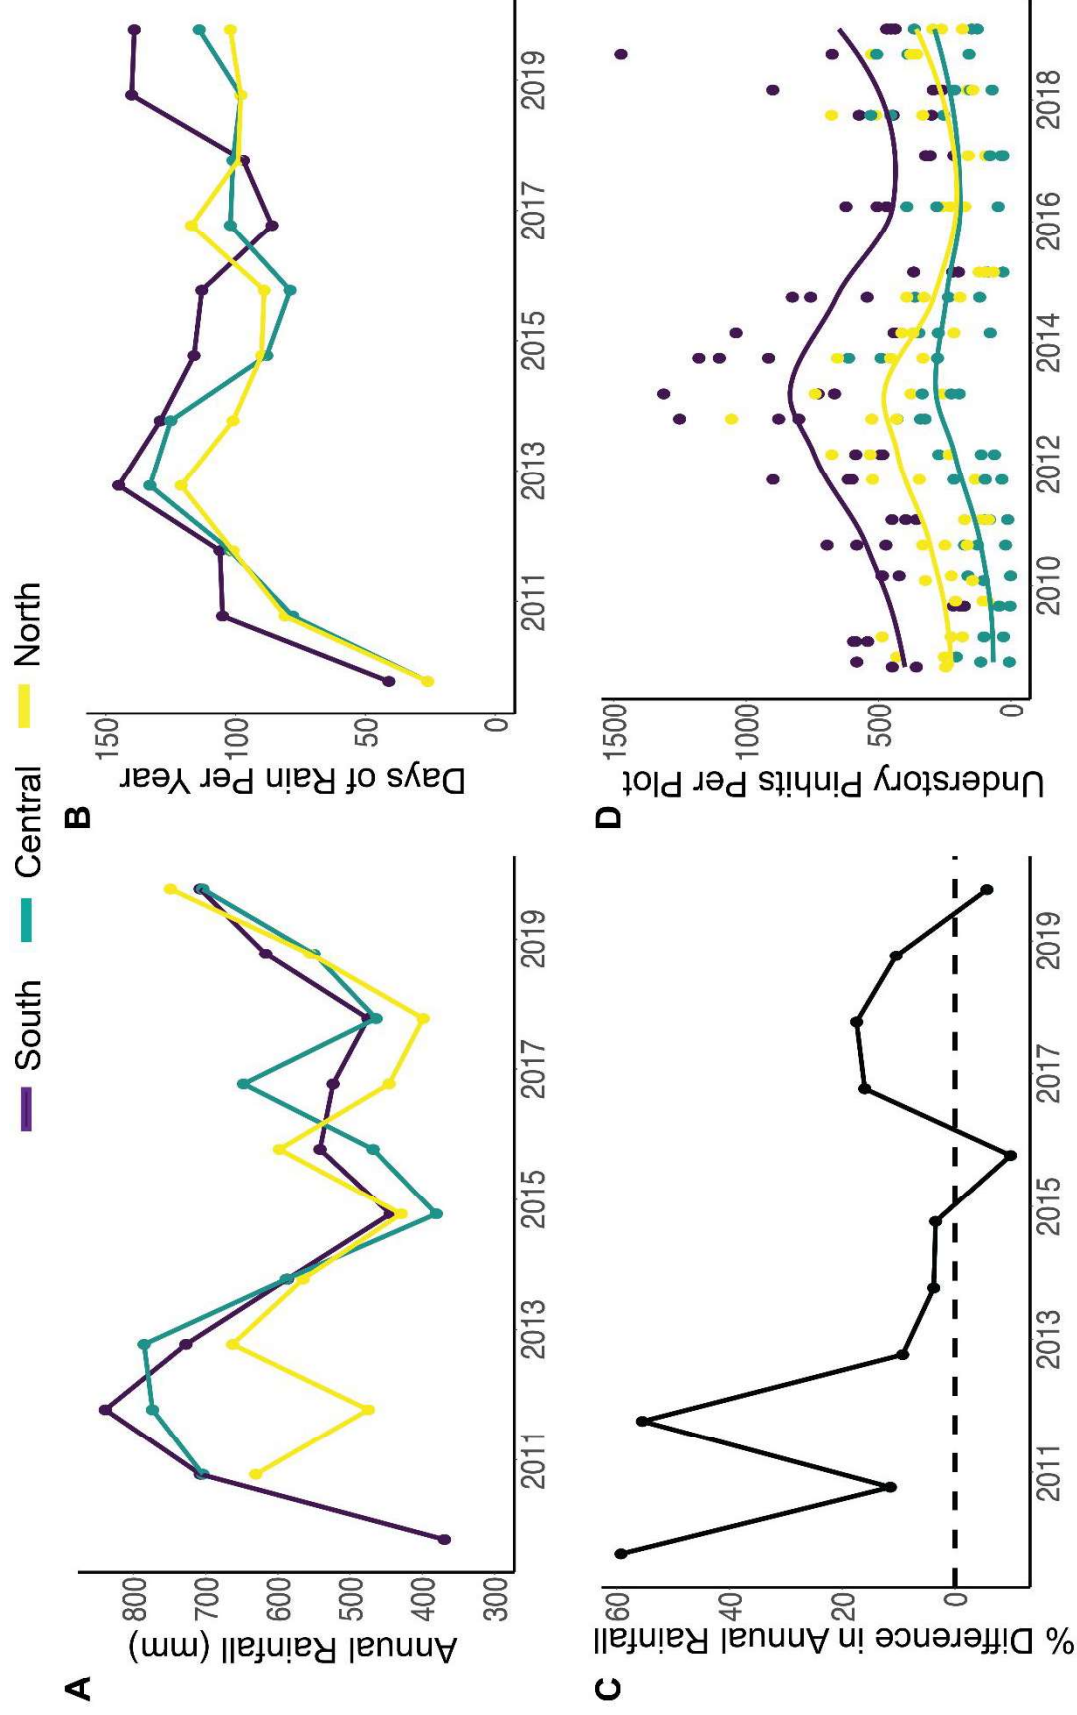 South Central North
A
Annual Rainfall (mm)
800
700
600
500
400
300
2011 2013 2015 2017 2019
B
Days of Rain Per Year
150
100
50
0
2011 2013 2015 2017 2019
C
% Difference in Annual Rainfall
60
40
20
0
2011 2013 2015 2017 2019
D
Understory Pinhits Per Plot
1500
1000
500
0
2010 2012 2014 2016 2018